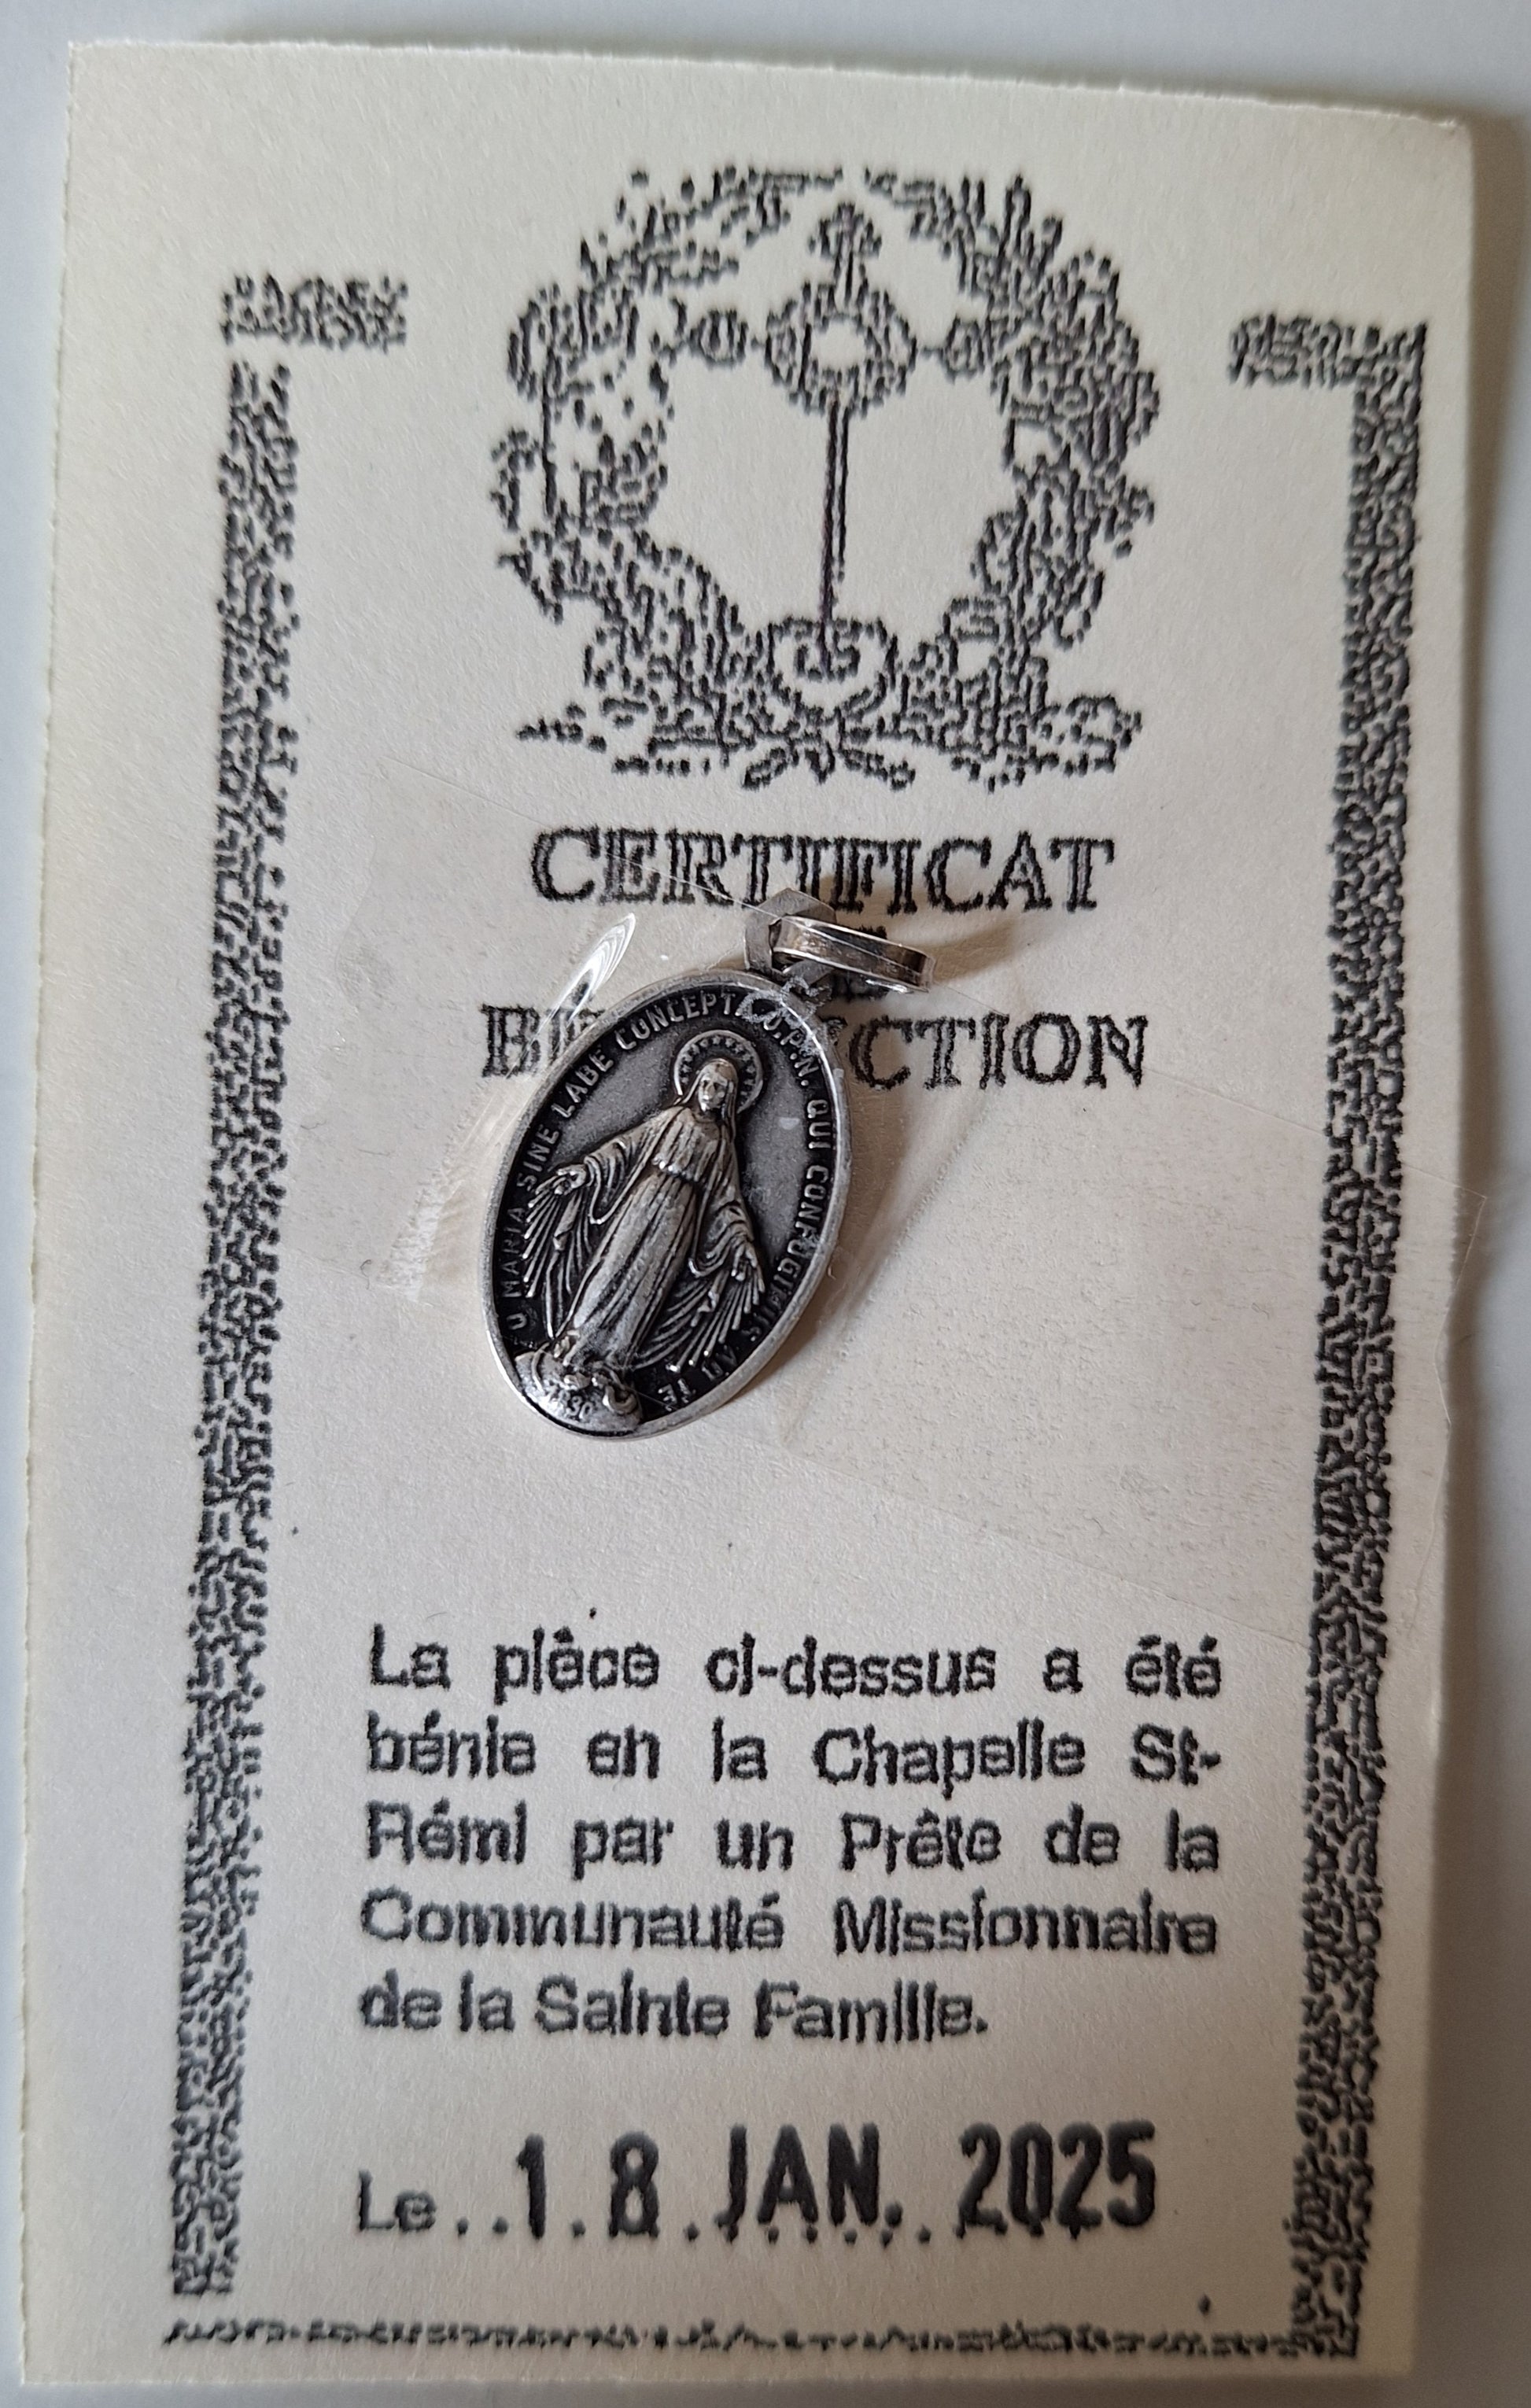 CERTIFICAT
CTION
O MARIA SINE LABE CONCEPTA O.P.N. QUI CONFUGIMUS AD TE
1830
La pièce ci-dessus a été
bénie en la Chapelle St-
Rémi par un Prête de la
Communauté Missionnaire
de la Sainte Famille.
Le 18 JAN. 2025